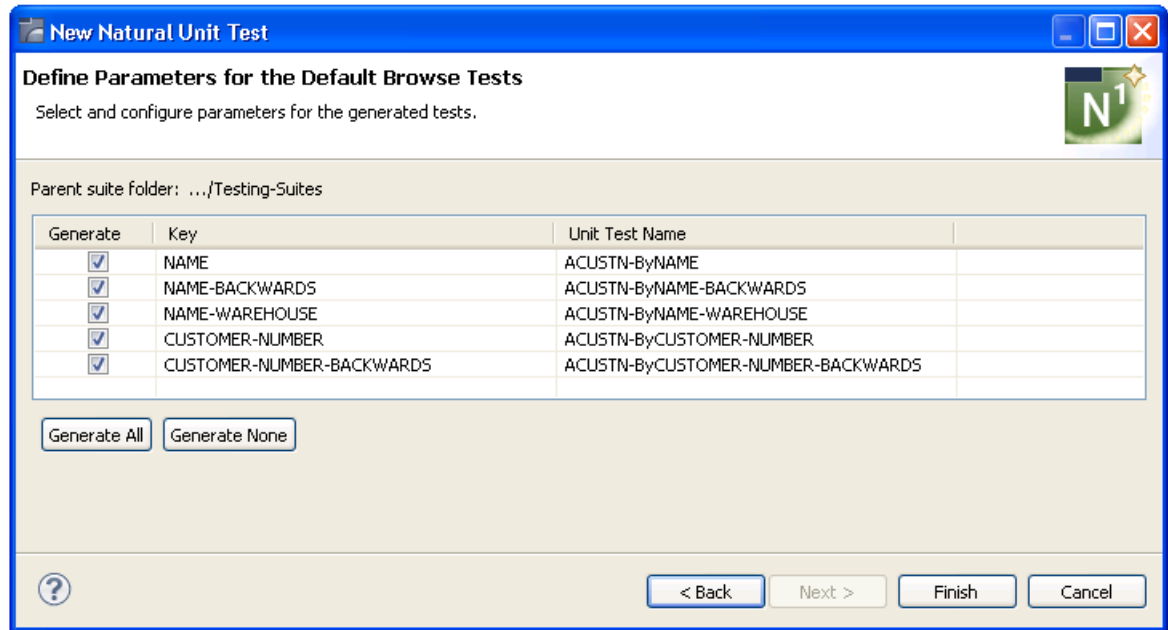 New Natural Unit Test
Define Parameters for the Default Browse Tests
Select and configure parameters for the generated tests.
N1
Parent suite folder: .../Testing-Suites
Generate Key Unit Test Name
NAME ACUSTN-ByNAME
NAME-BACKWARDS ACUSTN-ByNAME-BACKWARDS
NAME-WAREHOUSE ACUSTN-ByNAME-WAREHOUSE
CUSTOMER-NUMBER ACUSTN-ByCUSTOMER-NUMBER
CUSTOMER-NUMBER-BACKWARDS ACUSTN-ByCUSTOMER-NUMBER-BACKWARDS
Generate All Generate None
? < Back Next > Finish Cancel